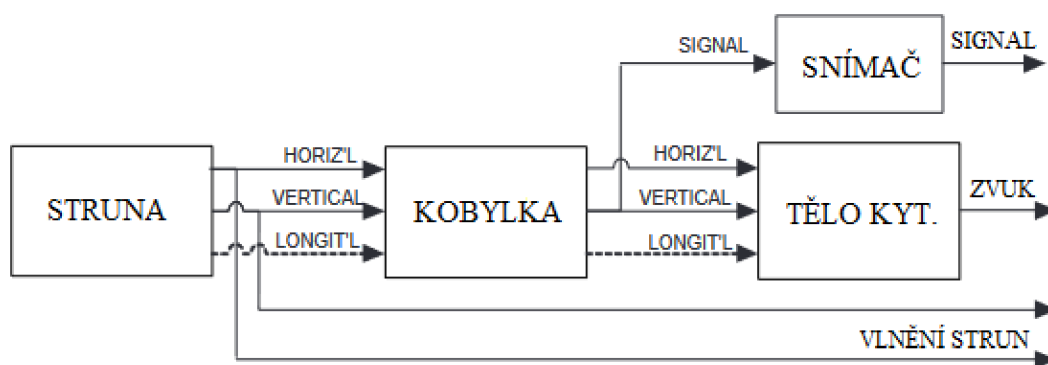 SIGNAL
SNÍMAČ
SIGNAL
STRUNA
HORIZ'L
VERTICAL
LONGIT'L
KOBYLKA
HORIZ'L
VERTICAL
LONGIT'L
TĚLO KYT.
ZVUK
VLNĚNÍ STRUN